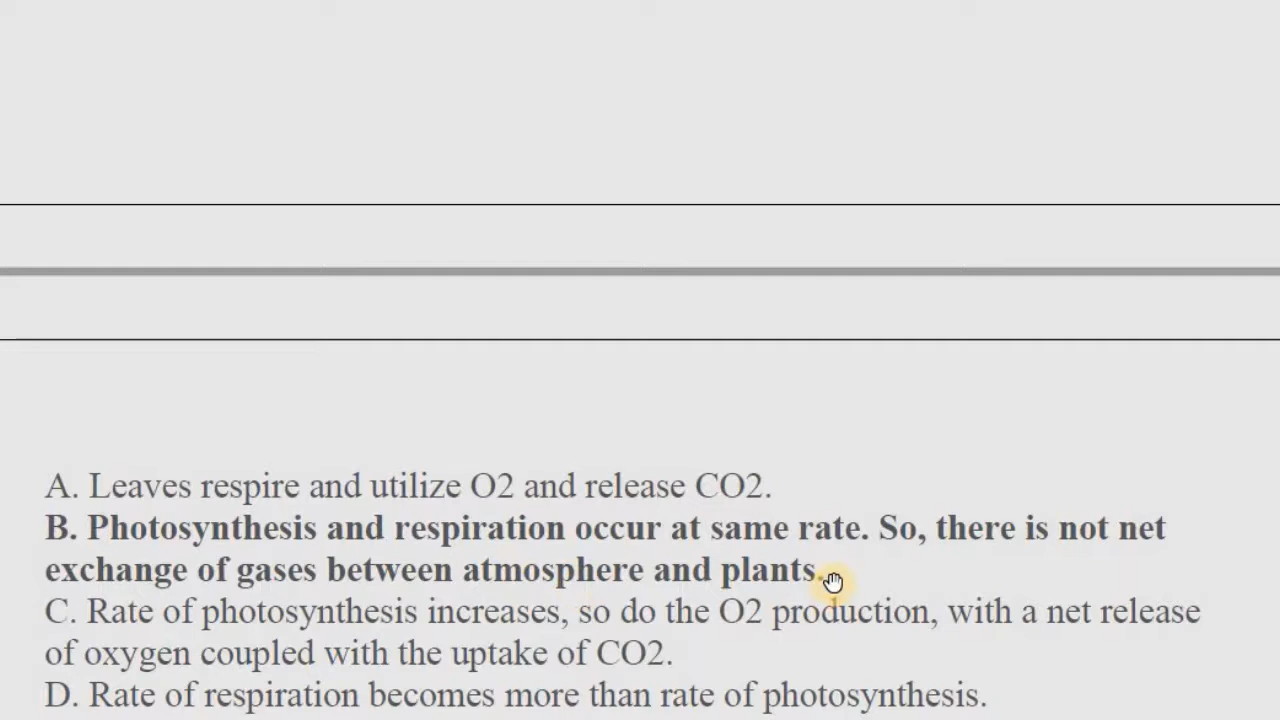 A. Leaves respire and utilize O2 and release CO2.
B. Photosynthesis and respiration occur at same rate. So, there is not net
exchange of gases between atmosphere and plants.
C. Rate of photosynthesis increases, so do the O2 production, with a net release
of oxygen coupled with the uptake of CO2.
D. Rate of respiration becomes more than rate of photosynthesis.